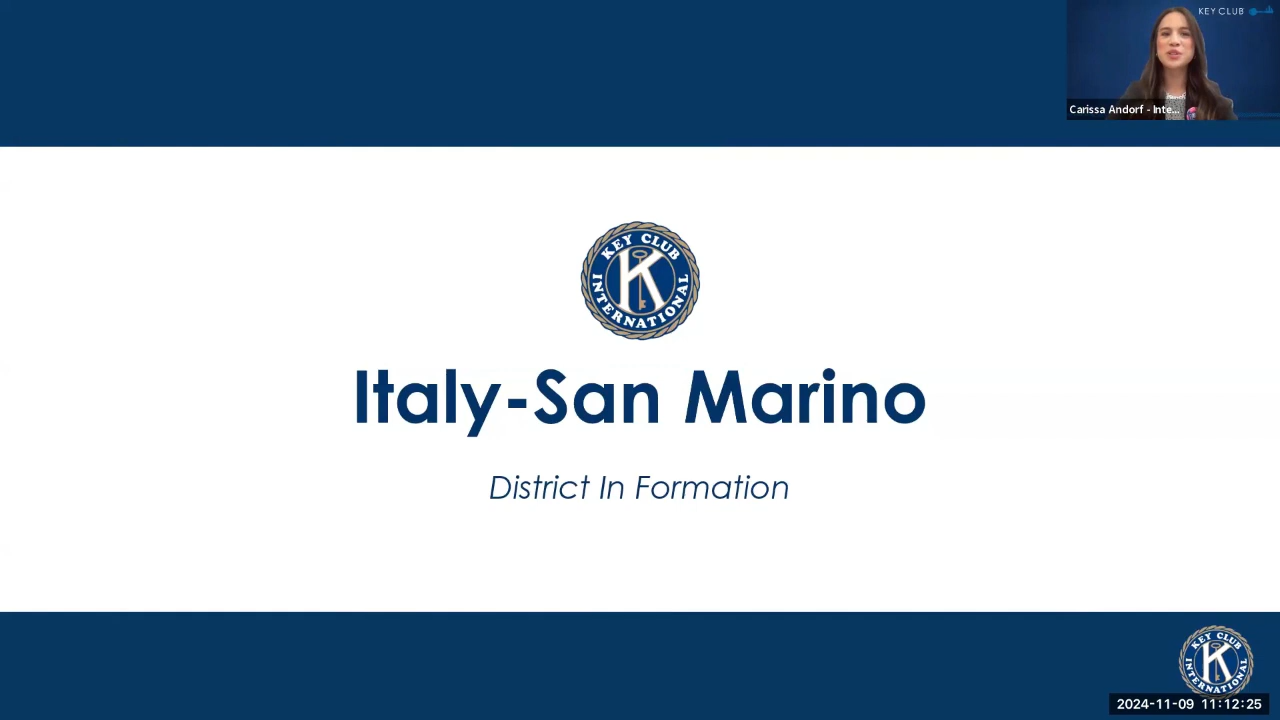 KEY CLUB
Carissa Andorf - Inte...
KEY CLUB
INTERNATIONAL
K
Italy-San Marino
District In Formation
KEY CLUB
INTERNATIONAL
K
2024-11-09 11:12:25